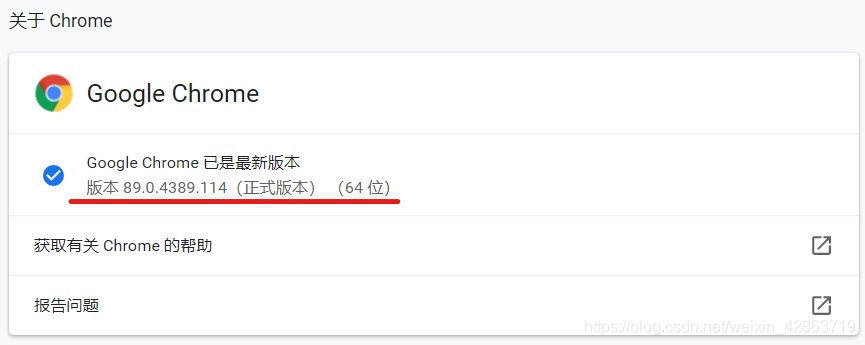 关于 Chrome
Google Chrome
Google Chrome 已是最新版本
版本 89.0.4389.114（正式版本） （64 位）
获取有关 Chrome 的帮助
报告问题
https://blog.csdn.net/weixin_42863719